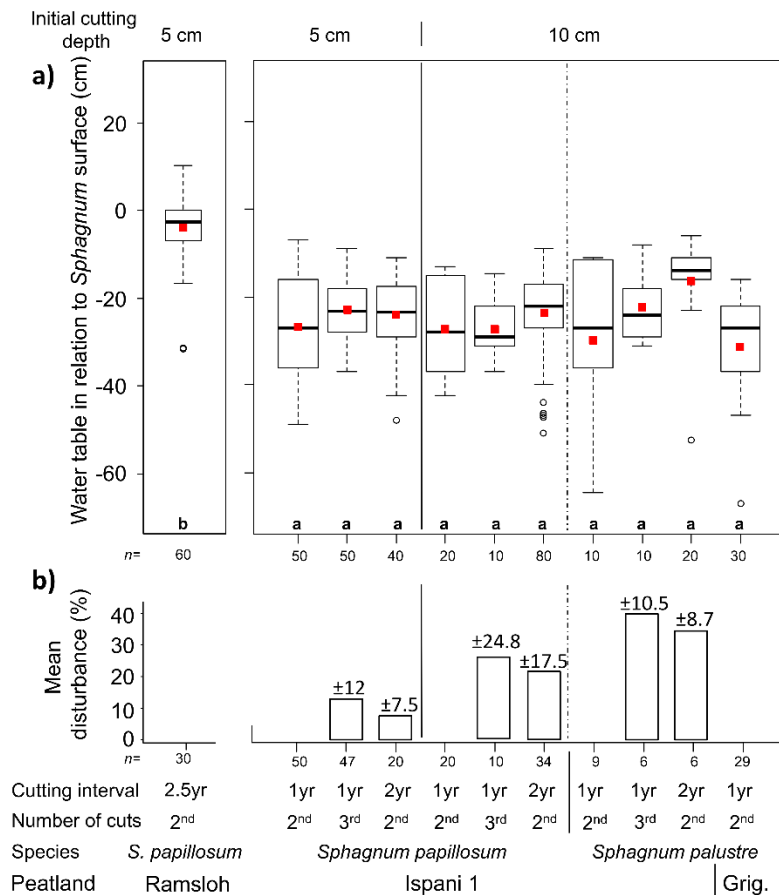 Initial cutting depth 5 cm 5 cm 10 cm
a)
Water table in relation to Sphagnum surface (cm)
20
0
-20
-40
-60
b a a a a a a a a a a
n= 60 50 50 40 20 10 80 10 10 20 30
b)
Mean disturbance (%)
40
30
20
10
0
±12 ±7.5 ±24.8 ±17.5 ±10.5 ±8.7
n= 30 50 47 20 20 10 34 9 6 6 29
Cutting interval 2.5yr 1yr 1yr 2yr 1yr 1yr 2yr 1yr 1yr 2yr 1yr
Number of cuts 2nd 2nd 3rd 2nd 2nd 3rd 2nd 2nd 3rd 2nd 2nd
Species S. papillosum Sphagnum papillosum Sphagnum palustre
Peatland Ramsloh Ispani 1 Grig.